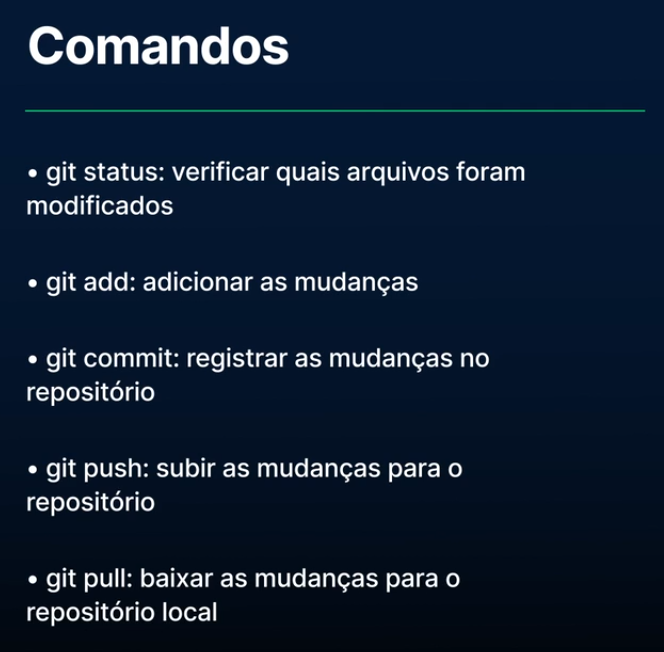 Comandos
• git status: verificar quais arquivos foram
modificados
• git add: adicionar as mudanças
• git commit: registrar as mudanças no
repositório
• git push: subir as mudanças para o
repositório
• git pull: baixar as mudanças para o
repositório local